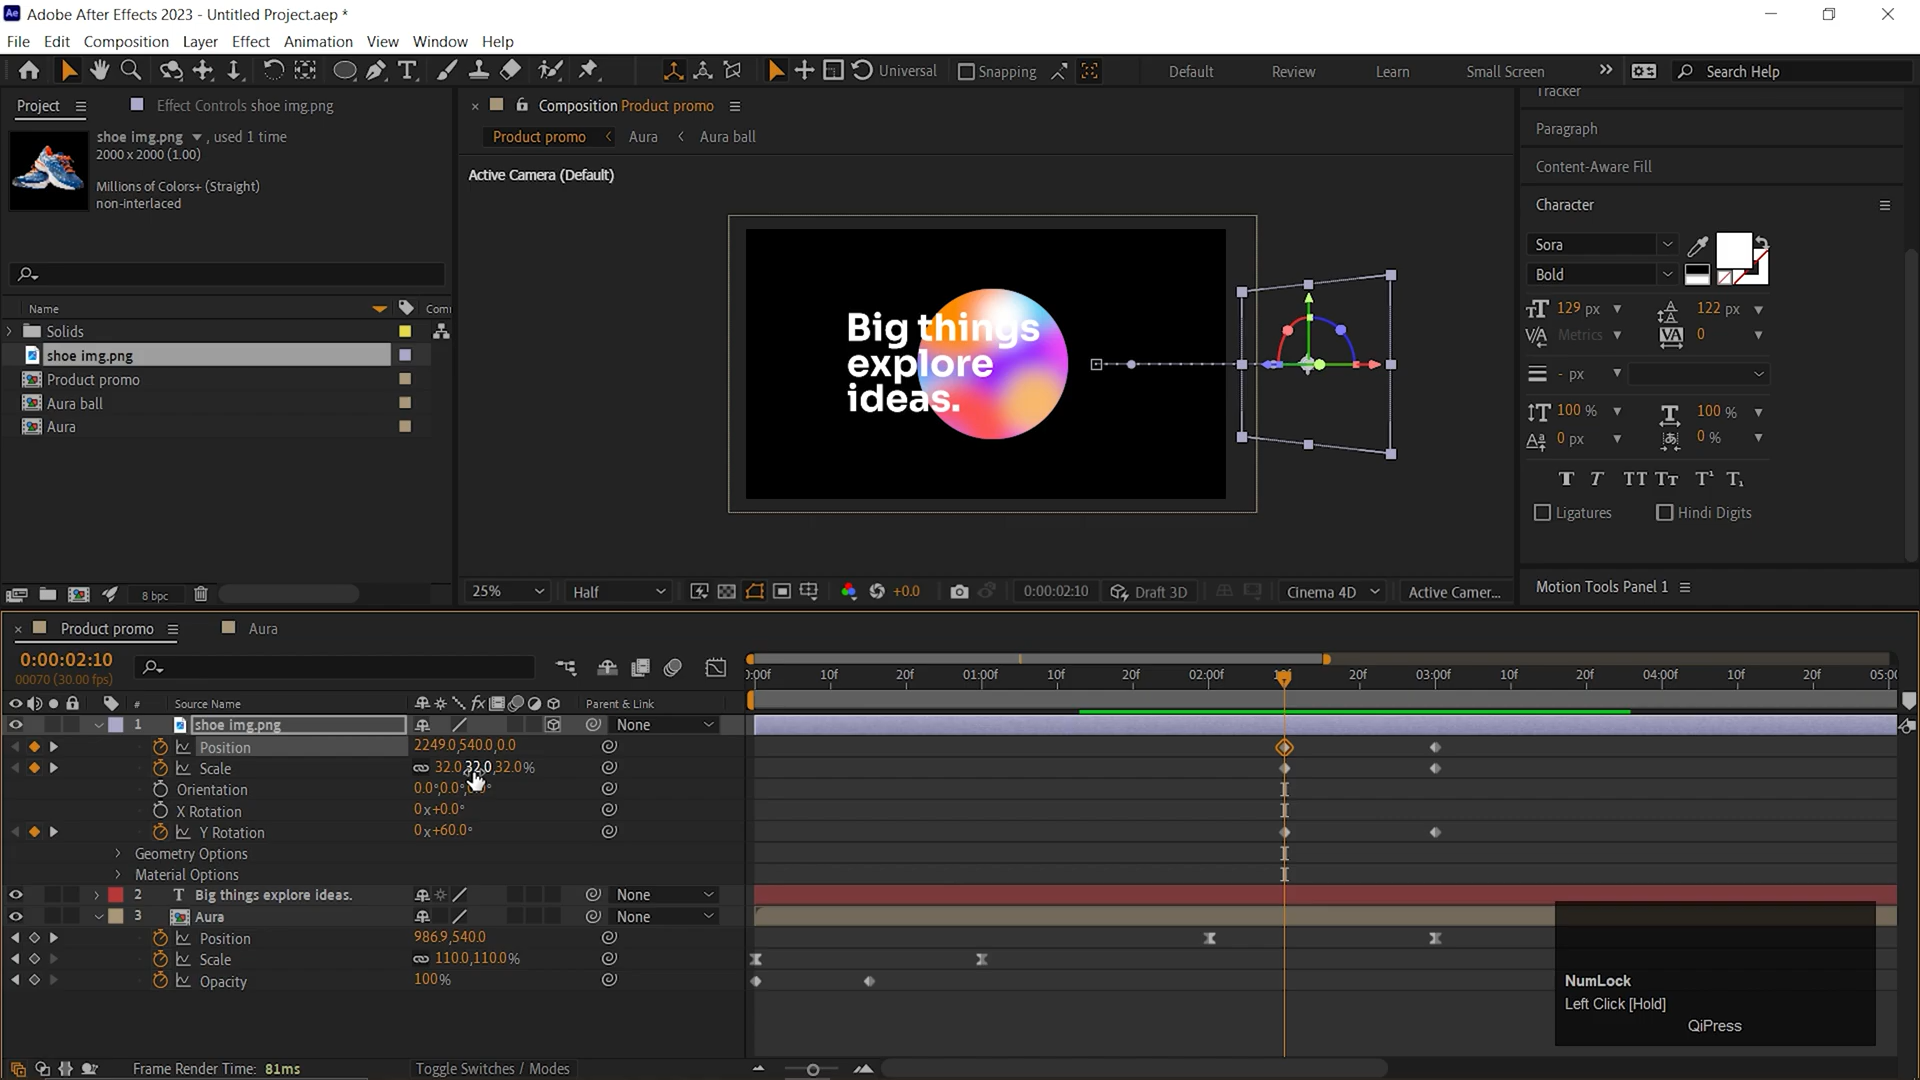 Adobe After Effects 2023 - Untitled Project.aep *
File Edit Composition Layer Effect Animation View Window Help
Universal Snapping Default Review Learn Small Screen Search Help
Project Effect Controls shoe img.png
shoe img.png , used 1 time
2000 x 2000 (1.00)
Millions of Colors+ (Straight)
non-interlaced
Name
Solids
shoe img.png
Product promo
Aura ball
Aura
8 bpc
Composition Product promo
Product promo Aura Aura ball
Active Camera (Default)
Big things
explore
ideas.
25% Half +0.0 0:00:02:10 Draft 3D Cinema 4D Active Camer...
Tracker
Paragraph
Content-Aware Fill
Character
Sora
Bold
129 px 122 px
Metrics 0
- px
100 % 100 %
0 px 0 %
T T TT Tт T¹ T₁
Ligatures Hindi Digits
Motion Tools Panel 1
Product promo Aura
0:00:02:10
00070 (30.00 fps)
# Source Name Parent & Link
:00f 10f 20f 01:00f 10f 20f 02:00f 20f 03:00f 10f 20f 04:00f 10f 20f 05:00
1 shoe img.png None
Position 2249.0,540.0,0.0
Scale 32.0,32.0,32.0%
Orientation
X Rotation 0x+0.0°
Y Rotation 0x+60.0°
Geometry Options
Material Options
2 T Big things explore ideas. None
3 Aura None
Position 986.9,540.0
Scale 110.0,110.0%
Opacity 100%
NumLock
Left Click [Hold]
QiPress
Frame Render Time: 81ms Toggle Switches / Modes